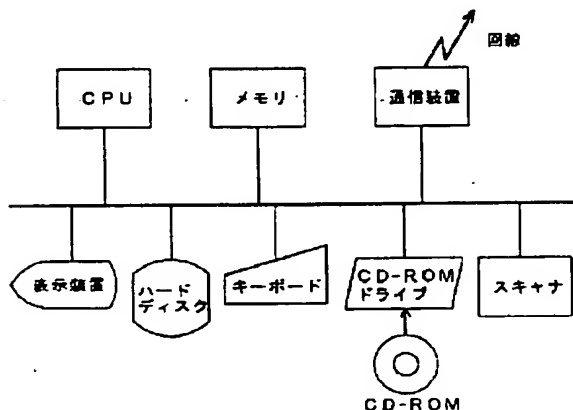 回線
CPU
メモリ
通信装置
表示装置
ハード
ディスク
キーボード
CD-ROM
ドライブ
スキャナ
CD-ROM